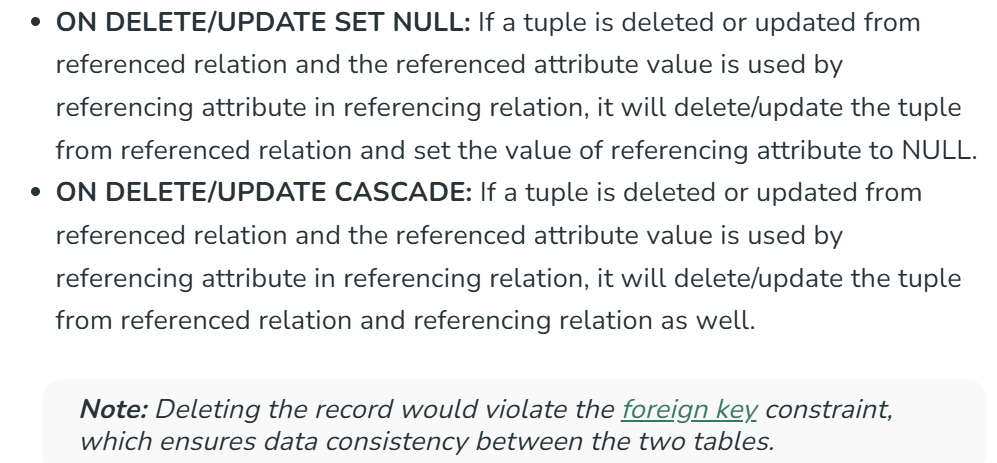 • ON DELETE/UPDATE SET NULL: If a tuple is deleted or updated from
referenced relation and the referenced attribute value is used by
referencing attribute in referencing relation, it will delete/update the tuple
from referenced relation and set the value of referencing attribute to NULL.
• ON DELETE/UPDATE CASCADE: If a tuple is deleted or updated from
referenced relation and the referenced attribute value is used by
referencing attribute in referencing relation, it will delete/update the tuple
from referenced relation and referencing relation as well.
Note: Deleting the record would violate the foreign key constraint,
which ensures data consistency between the two tables.